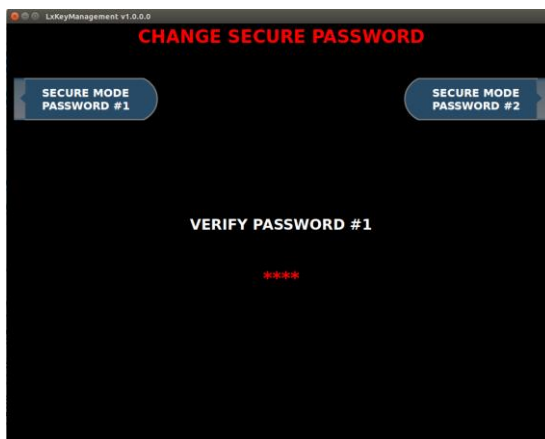 LxKeyManagement v1.0.0.0
CHANGE SECURE PASSWORD
SECURE MODE
PASSWORD #1
SECURE MODE
PASSWORD #2
VERIFY PASSWORD #1
****